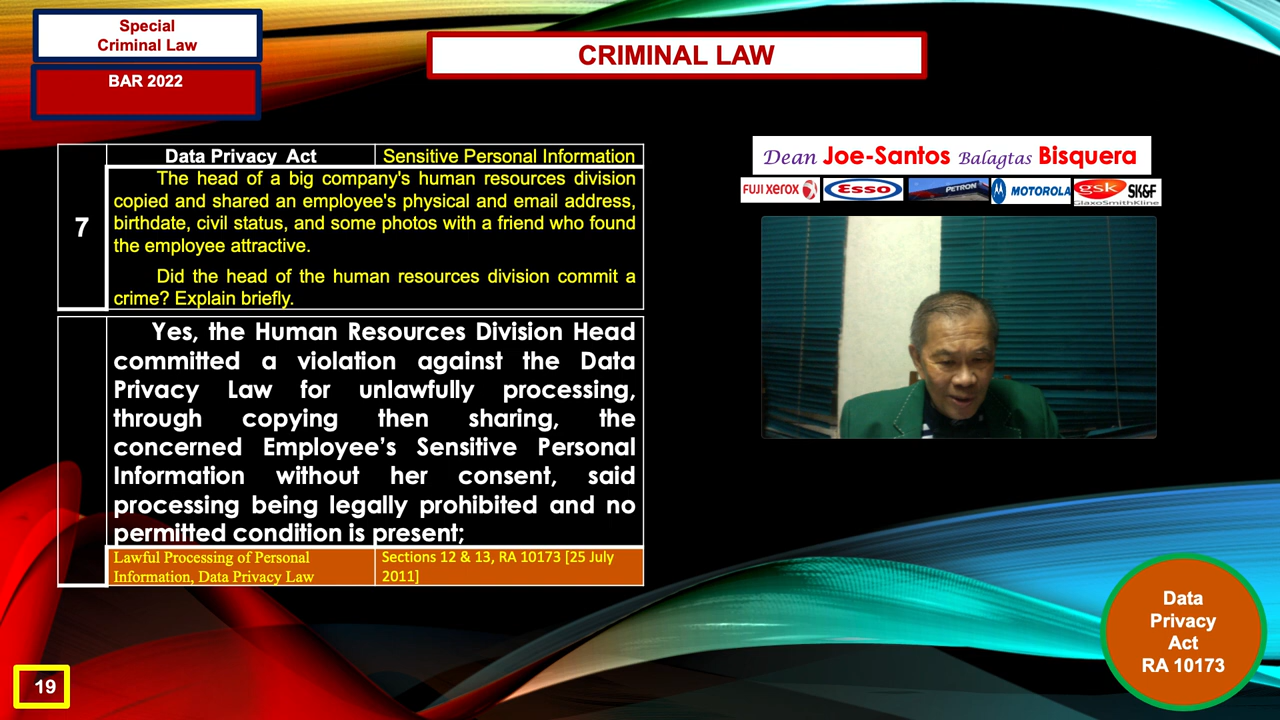 Special
Criminal Law
BAR 2022
CRIMINAL LAW
Data Privacy Act
Sensitive Personal Information
7
The head of a big company's human resources division
copied and shared an employee's physical and email address,
birthdate, civil status, and some photos with a friend who found
the employee attractive.
Did the head of the human resources division commit a
crime? Explain briefly.
Yes, the Human Resources Division Head
committed a violation against the Data
Privacy Law for unlawfully processing,
through copying then sharing, the
concerned Employee’s Sensitive Personal
Information without her consent, said
processing being legally prohibited and no
permitted condition is present;
Lawful Processing of Personal
Information, Data Privacy Law
Sections 12 & 13, RA 10173 [25 July
2011]
Dean Joe-Santos Balagtas Bisquera
FUJI XEROX
Esso
PETRON
MOTOROLA
gsk SK&F
GlaxoSmithKline
Data
Privacy
Act
RA 10173
19